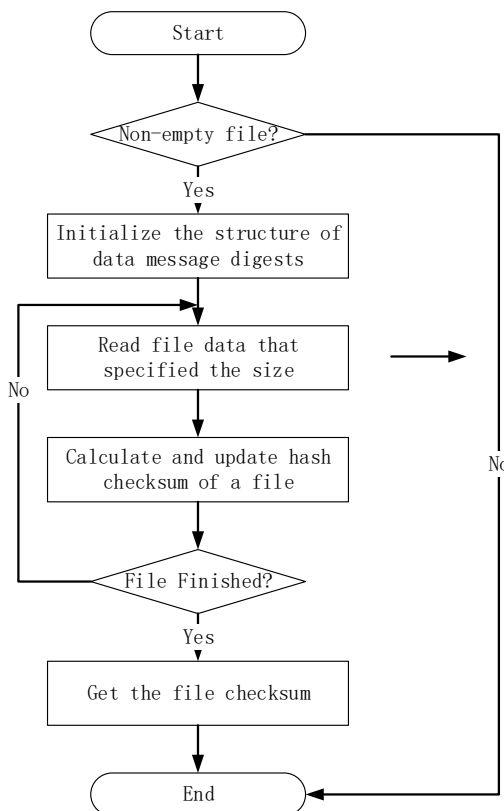 Start
Non-empty file?
Yes
Initialize the structure of
data message digests
Read file data that
specified the size
No
Calculate and update hash
checksum of a file
No
File Finished?
Yes
Get the file checksum
End